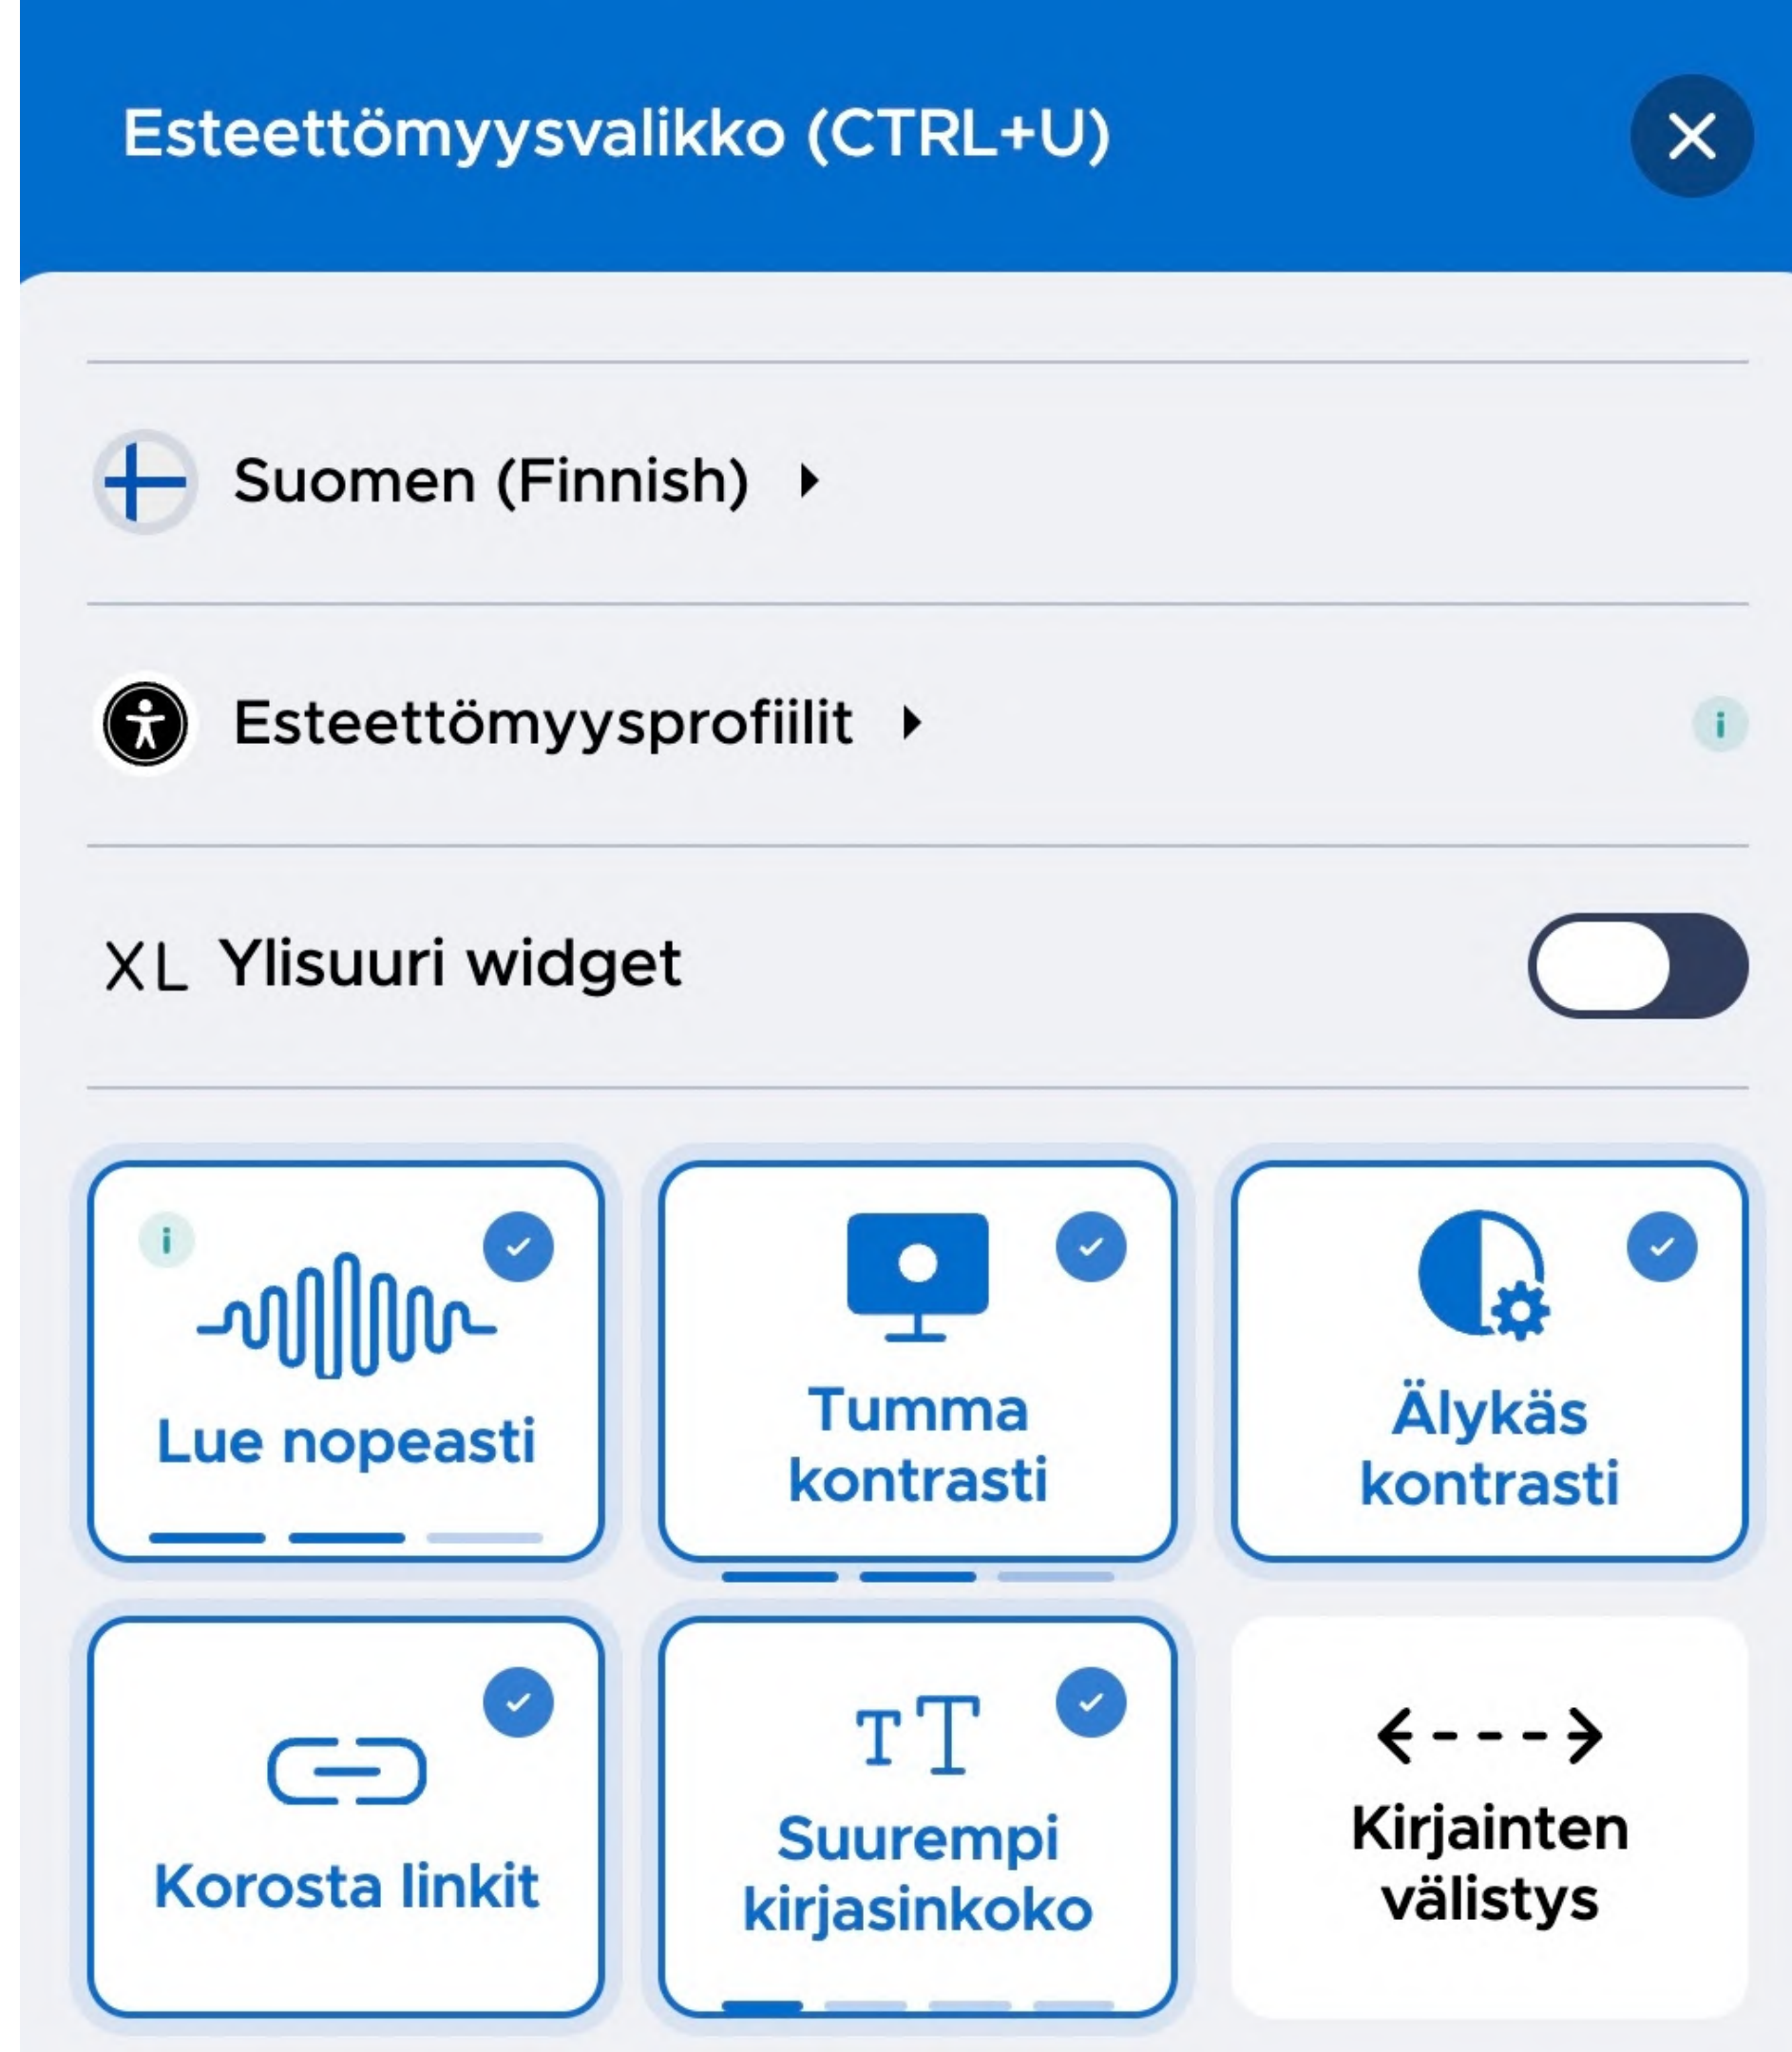 Esteettömyysvalikko (CTRL+U)
Suomen (Finnish)
Esteettömyysprofiilit
i
XL Ylisuuri widget
i
Lue nopeasti
Tumma
kontrasti
Älykäs
kontrasti
Korosta linkit
TT
Suurempi
kirjasinkoko
Kirjainten
välistys